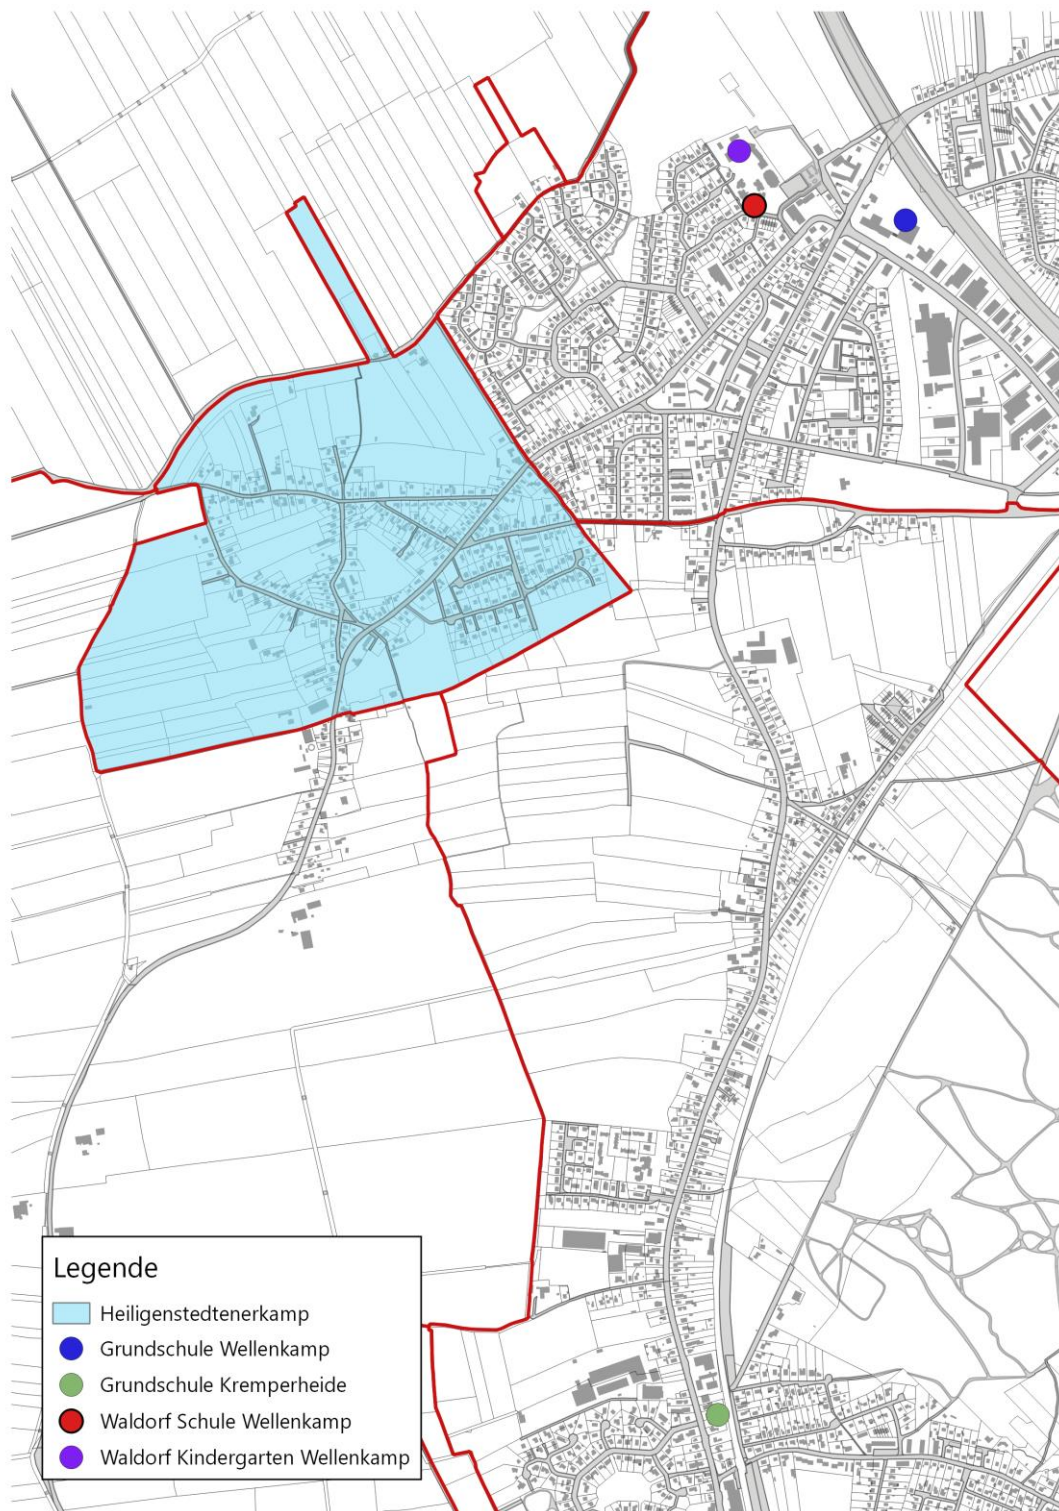 Legende
Heiligenstedtenerkamp
Grundschule Wellenkamp
Grundschule Kremperheide
Waldorf Schule Wellenkamp
Waldorf Kindergarten Wellenkamp